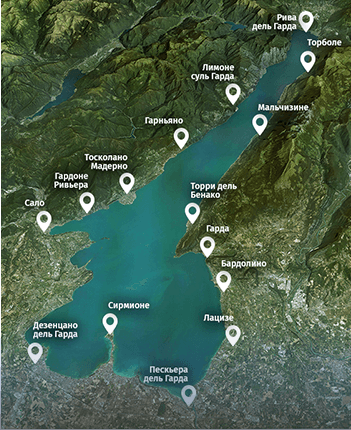 Рива
дель Гарда
Торболе
Лимоне
суль Гарда
Мальчизине
Гарньяно
Тосколано
Мадерно
Гардоне
Ривьера
Сало
Торри дель
Бенако
Гарда
Бардолино
Сирмионе
Лацизе
Дезенцано
дель Гарда
Пескьера
дель Гарда